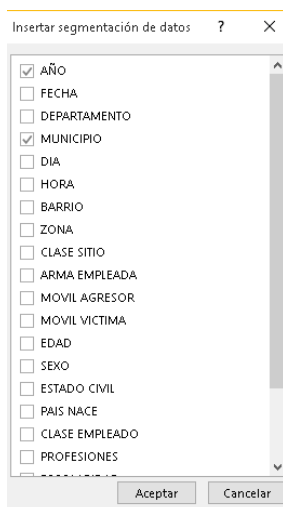 Insertar segmentación de datos ?
AÑO
FECHA
DEPARTAMENTO
MUNICIPIO
DIA
HORA
BARRIO
ZONA
CLASE SITIO
ARMA EMPLEADA
MOVIL AGRESOR
MOVIL VICTIMA
EDAD
SEXO
ESTADO CIVIL
PAIS NACE
CLASE EMPLEADO
PROFESIONES
Aceptar Cancelar